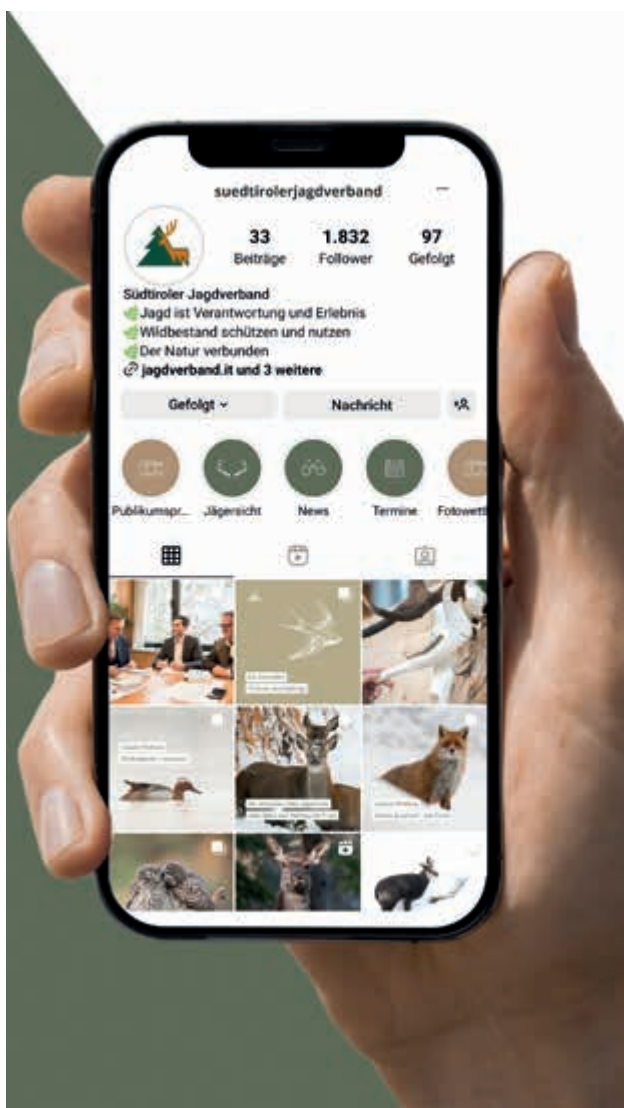 suedtirolerjagdverband
33 1.832 97
Beiträge Follower Gefolgt
Südtiroler Jagdverband
Jagd ist Verantwortung und Erlebnis
Wildbestand schützen und nutzen
Der Natur verbunden
jagdverband.it und 3 weitere
Gefolgt Nachricht
Publikumspr... Jägersicht News Termine Fotowett